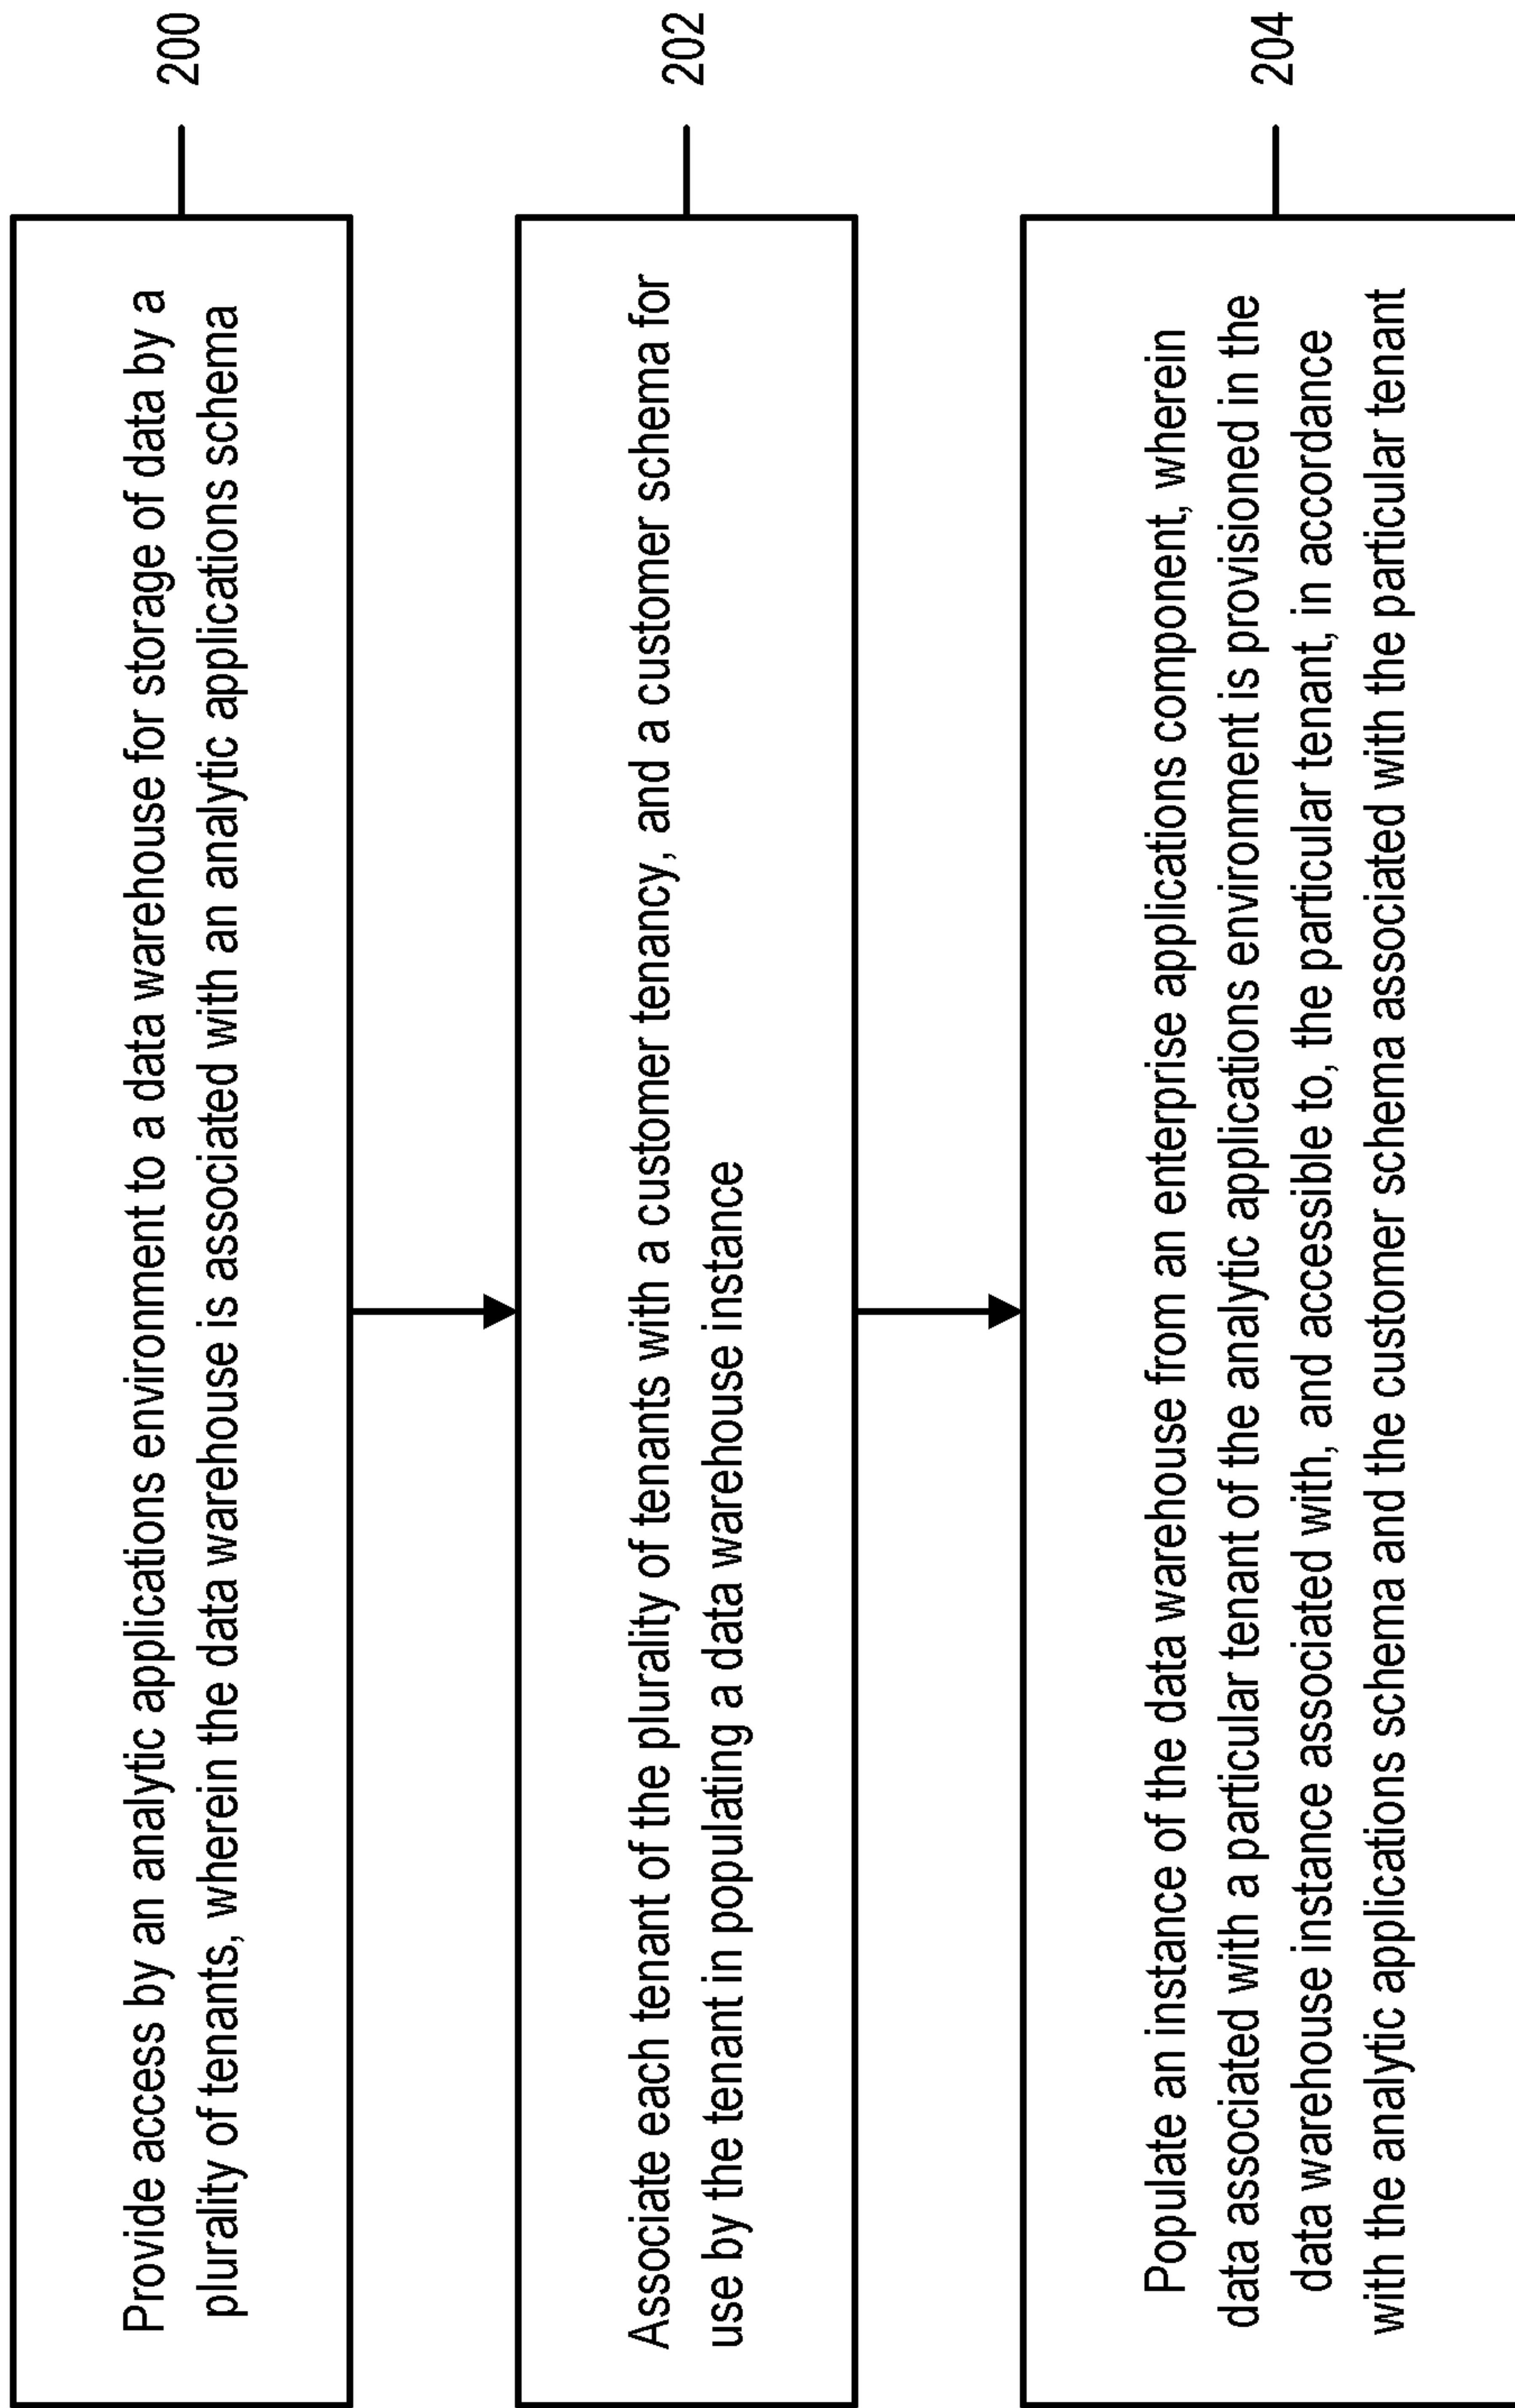 Provide access by an analytic applications environment to a data warehouse for storage of data by a
plurality of tenants, wherein the data warehouse is associated with an analytic applications schema
200
Associate each tenant of the plurality of tenants with a customer tenancy, and a customer schema for
use by the tenant in populating a data warehouse instance
202
Populate an instance of the data warehouse from an enterprise applications component, wherein
data associated with a particular tenant of the analytic applications environment is provisioned in the
data warehouse instance associated with, and accessible to, the particular tenant, in accordance
with the analytic applications schema and the customer schema associated with the particular tenant
204